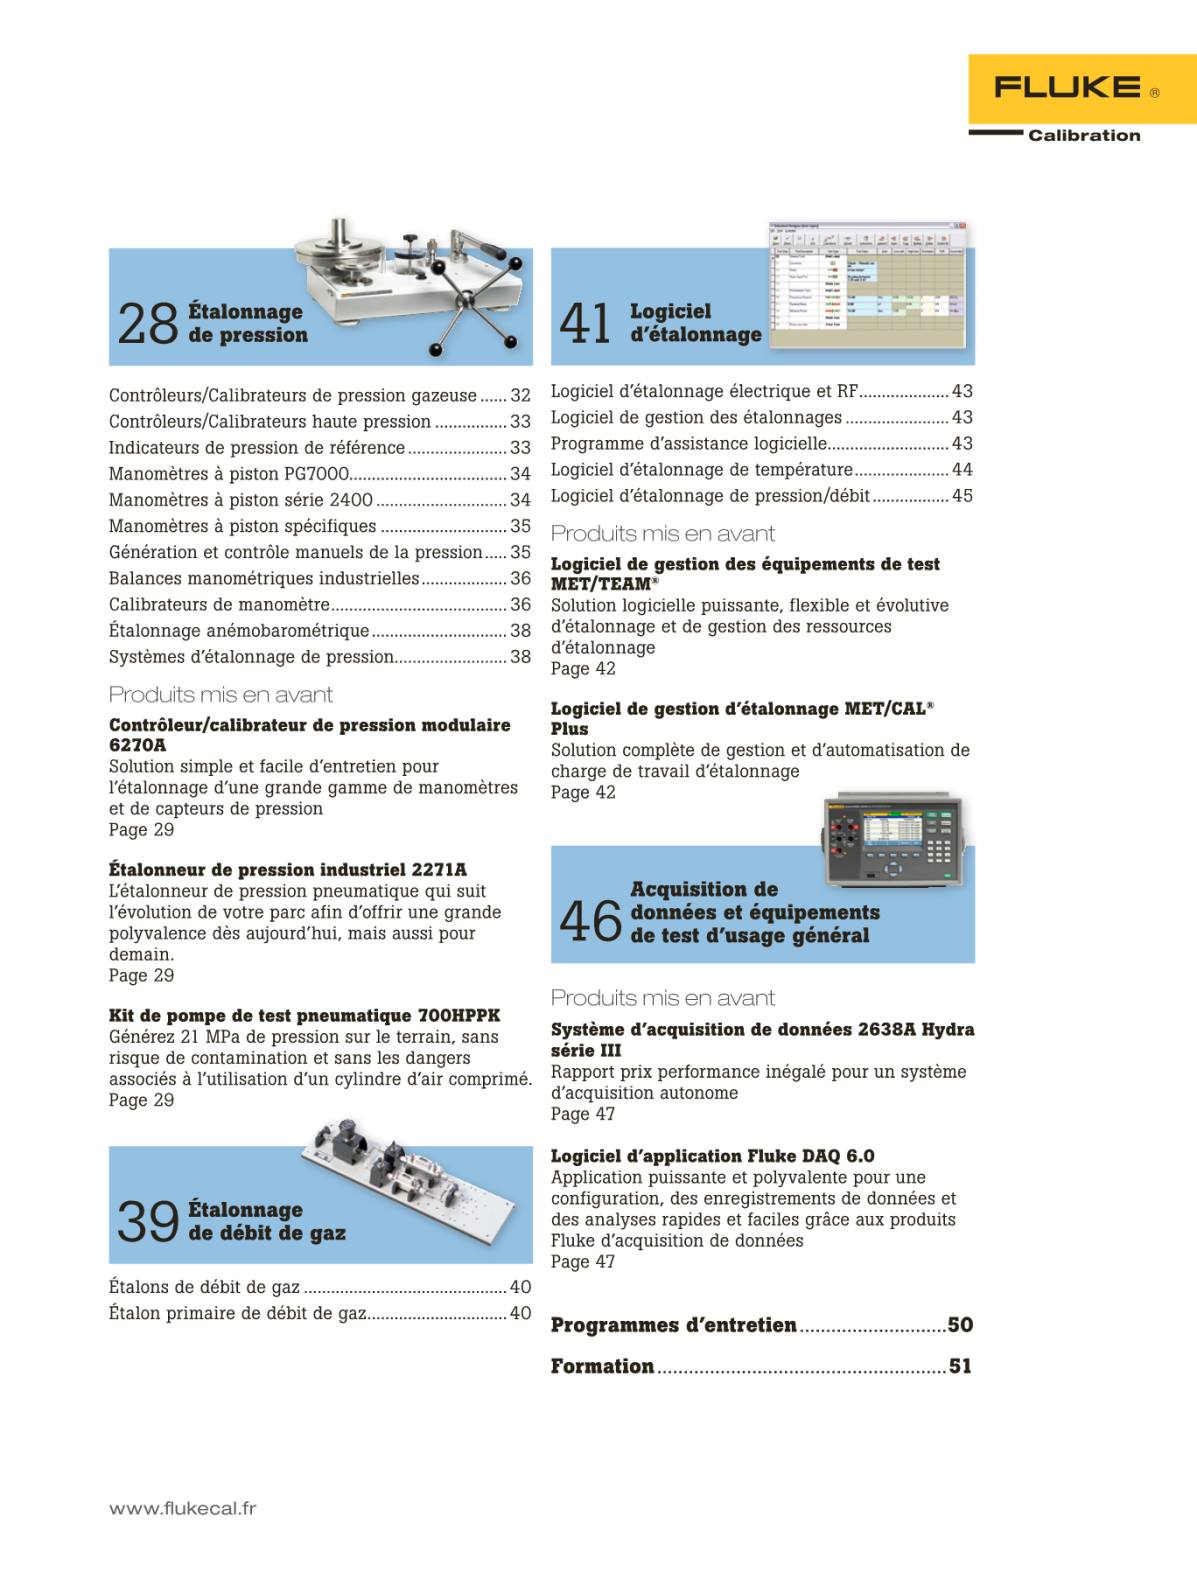 FLUKE ®
Calibration
28 Étalonnage
de pression
Contrôleurs/Calibrateurs de pression gazeuse ...... 32
Contrôleurs/Calibrateurs haute pression ................ 33
Indicateurs de pression de référence ...................... 33
Manomètres à piston PG7000................................... 34
Manomètres à piston série 2400 ............................. 34
Manomètres à piston spécifiques ............................ 35
Génération et contrôle manuels de la pression ..... 35
Balances manométriques industrielles ................... 36
Calibrateurs de manomètre....................................... 36
Étalonnage anémobarométrique .............................. 38
Systèmes d’étalonnage de pression......................... 38
Produits mis en avant
Contrôleur/calibrateur de pression modulaire
6270A
Solution simple et facile d’entretien pour
l’étalonnage d’une grande gamme de manomètres
et de capteurs de pression
Page 29
Étalonneur de pression industriel 2271A
L’étalonneur de pression pneumatique qui suit
l’évolution de votre parc afin d’offrir une grande
polyvalence dès aujourd’hui, mais aussi pour
demain.
Page 29
Kit de pompe de test pneumatique 700HPPK
Générez 21 MPa de pression sur le terrain, sans
risque de contamination et sans les dangers
associés à l’utilisation d’un cylindre d’air comprimé.
Page 29
39 Étalonnage
de débit de gaz
Étalons de débit de gaz ............................................. 40
Étalon primaire de débit de gaz............................... 40
41 Logiciel
d’étalonnage
Logiciel d’étalonnage électrique et RF.................... 43
Logiciel de gestion des étalonnages ....................... 43
Programme d’assistance logicielle........................... 43
Logiciel d’étalonnage de température..................... 44
Logiciel d’étalonnage de pression/débit ................. 45
Produits mis en avant
Logiciel de gestion des équipements de test
MET/TEAM®
Solution logicielle puissante, flexible et évolutive
d’étalonnage et de gestion des ressources
d’étalonnage
Page 42
Logiciel de gestion d’étalonnage MET/CAL®
Plus
Solution complète de gestion et d’automatisation de
charge de travail d’étalonnage
Page 42
46 Acquisition de
données et équipements
de test d’usage général
Produits mis en avant
Système d’acquisition de données 2638A Hydra
série III
Rapport prix performance inégalé pour un système
d’acquisition autonome
Page 47
Logiciel d’application Fluke DAQ 6.0
Application puissante et polyvalente pour une
configuration, des enregistrements de données et
des analyses rapides et faciles grâce aux produits
Fluke d’acquisition de données
Page 47
Programmes d’entretien............................50
Formation.......................................................51
www.flukecal.fr